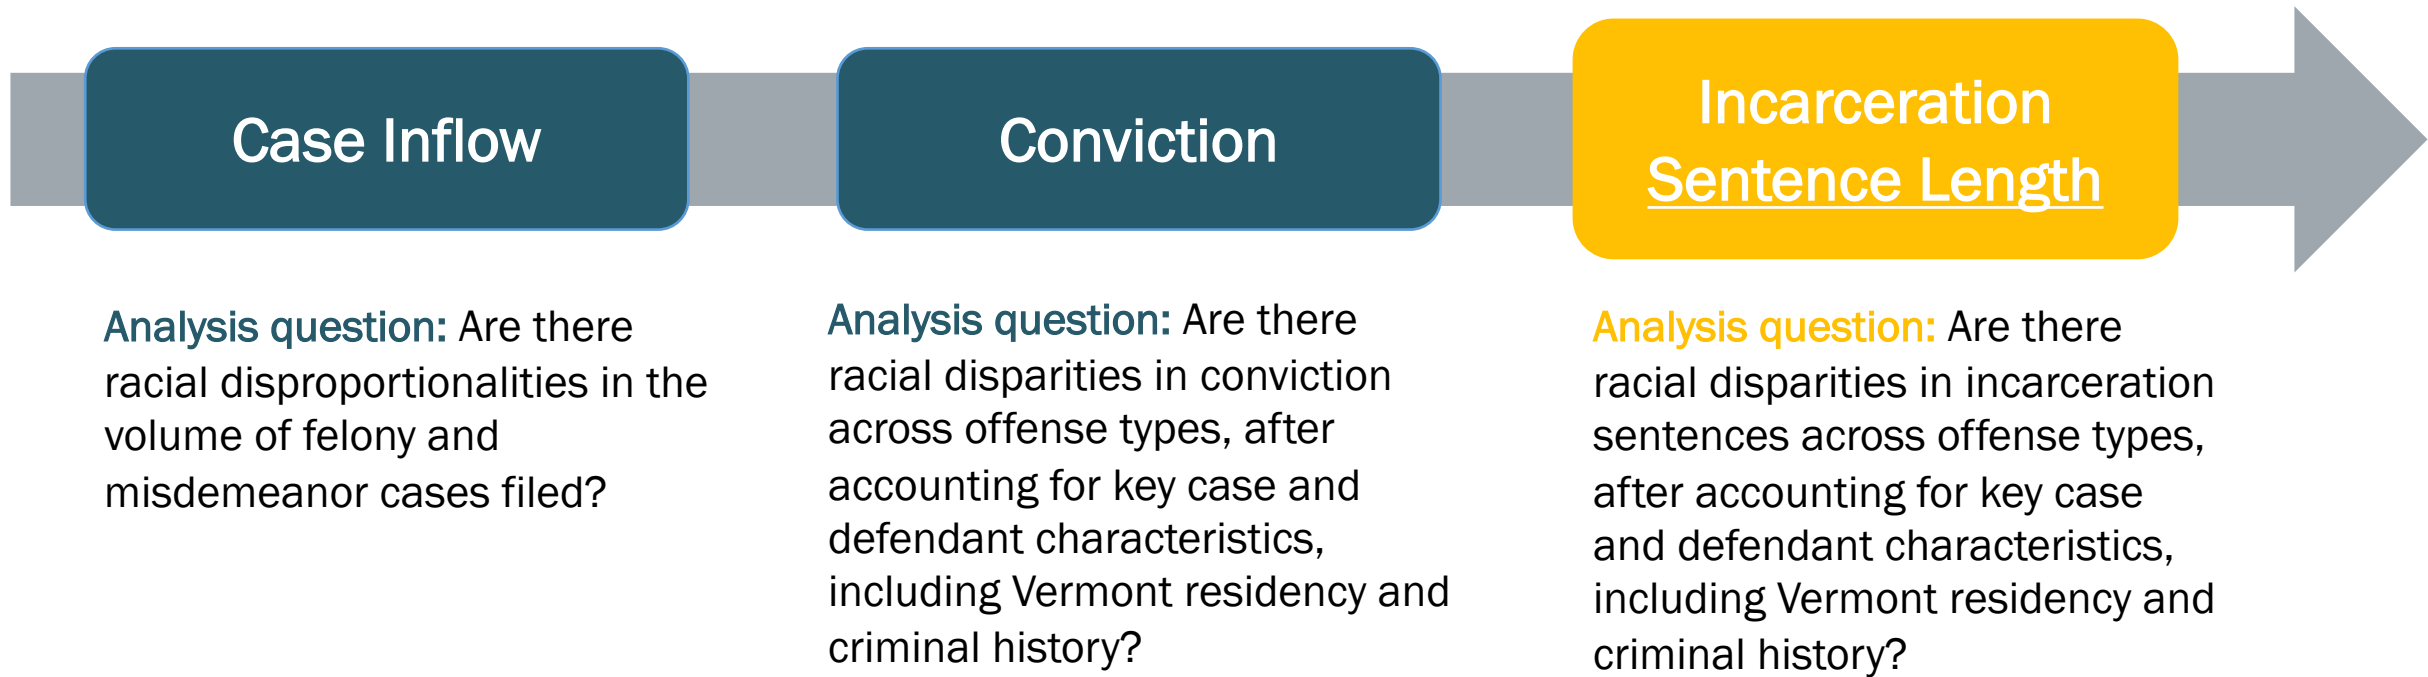 Case Inflow
Conviction
Incarceration
Sentence Length
Analysis question: Are there
racial disproportionalities in the
volume of felony and
misdemeanor cases filed?
Analysis question: Are there
racial disparities in conviction
across offense types, after
accounting for key case and
defendant characteristics,
including Vermont residency and
criminal history?
Analysis question: Are there
racial disparities in incarceration
sentences across offense types,
after accounting for key case
and defendant characteristics,
including Vermont residency and
criminal history?